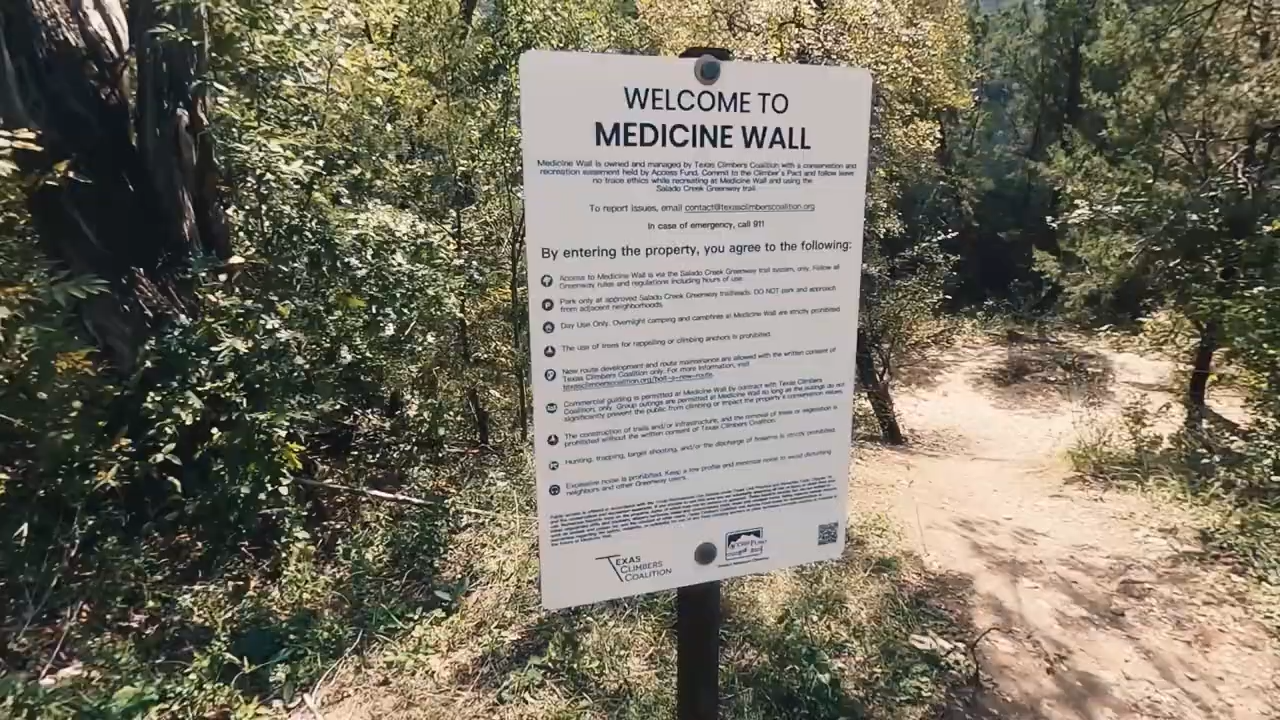 WELCOME TO
MEDICINE WALL
Medicine Wall is owned and managed by Texas Climbers Coalition with a conservation and
recreation easement held by Access Fund. Commit to the Climber's Pact and follow leave
no trace ethics while recreating at Medicine Wall and using the
Salado Creek Greenway trail.
To report issues, email contact@texasclimberscoalition.org
In case of emergency, call 911
By entering the property, you agree to the following:
Access to Medicine Wall is via the Salado Creek Greenway trail system, only. Follow all
Greenway rules and regulations including hours of use.
Park only at approved Salado Creek Greenway trailheads. DO NOT park and approach
from adjacent neighborhoods.
Day Use Only. Overnight camping and campfires at Medicine Wall are strictly prohibited
The use of trees for rappelling or climbing anchors is prohibited.
New route development and route maintenance are allowed with the written consent of
Texas Climbers Coalition only. For more information, visit
texasclimberscoalition.org/bolt-a-new-route.
Commercial guiding is permitted at Medicine Wall by contract with Texas Climbers
Coalition, only. Group outings are permitted at Medicine Wall so long as the outings do not
significantly prevent the public from climbing or impact the property's conservation values.
The construction of trails and/or infrastructure, and the removal of trees or vegetation is
prohibited without the written consent of Texas Climbers Coalition.
Hunting, trapping, target shooting, and/or the discharge of firearms is strictly prohibited.
Excessive noise is prohibited. Keep a low profile and minimize noise to avoid disturbing
neighbors and other Greenway users.
TEXAS
CLIMBERS
COALITION
ACCESS FUND